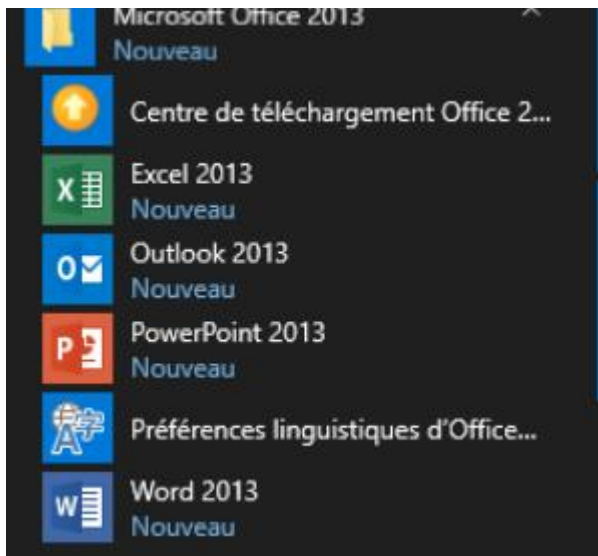 Microsoft Office 2013
Nouveau
Centre de téléchargement Office 2...
Excel 2013
Nouveau
Outlook 2013
Nouveau
PowerPoint 2013
Nouveau
Préférences linguistiques d'Office...
Word 2013
Nouveau